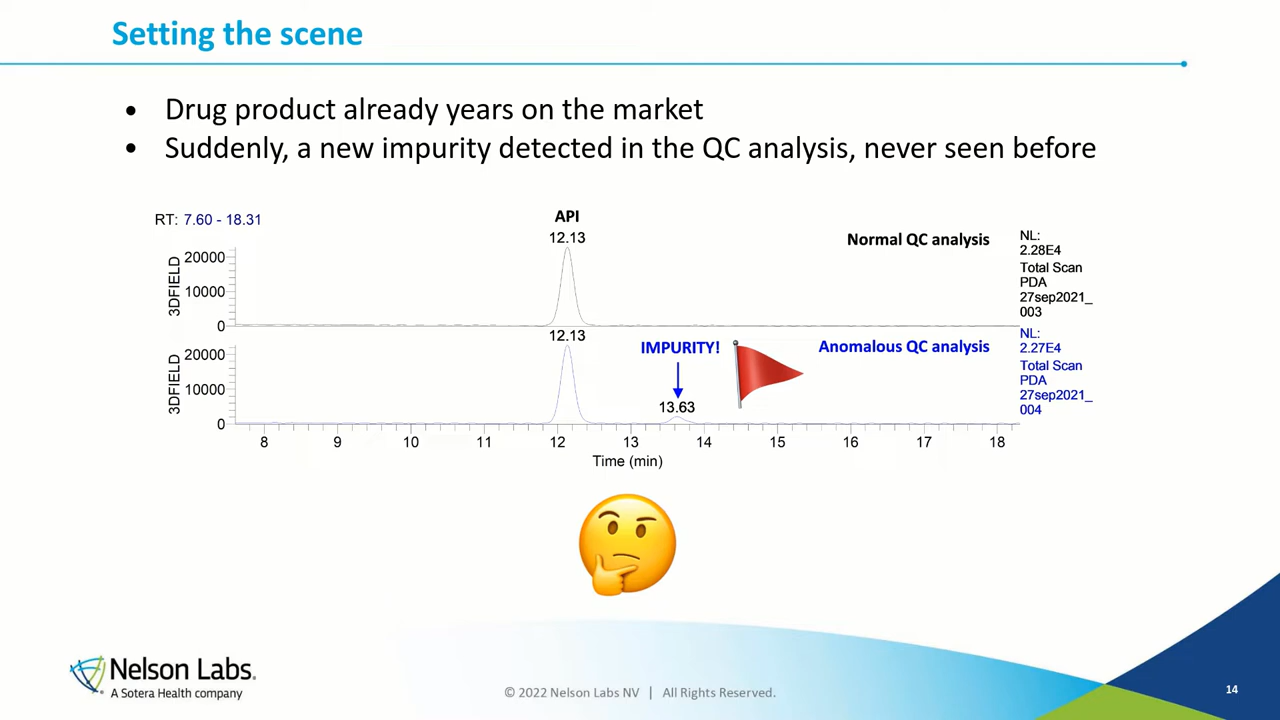 Setting the scene
• Drug product already years on the market
• Suddenly, a new impurity detected in the QC analysis, never seen before
RT: 7.60 - 18.31
API
12.13
Normal QC analysis
NL:
2.28E4
Total Scan
PDA
27sep2021_
003
3DFIELD
20000
10000
0
12.13
IMPURITY!
13.63
Anomalous QC analysis
NL:
2.27E4
Total Scan
PDA
27sep2021_
004
3DFIELD
20000
10000
0
8 9 10 11 12 13 14 15 16 17 18
Time (min)
Nelson Labs.
A Sotera Health company
© 2022 Nelson Labs NV | All Rights Reserved.
14